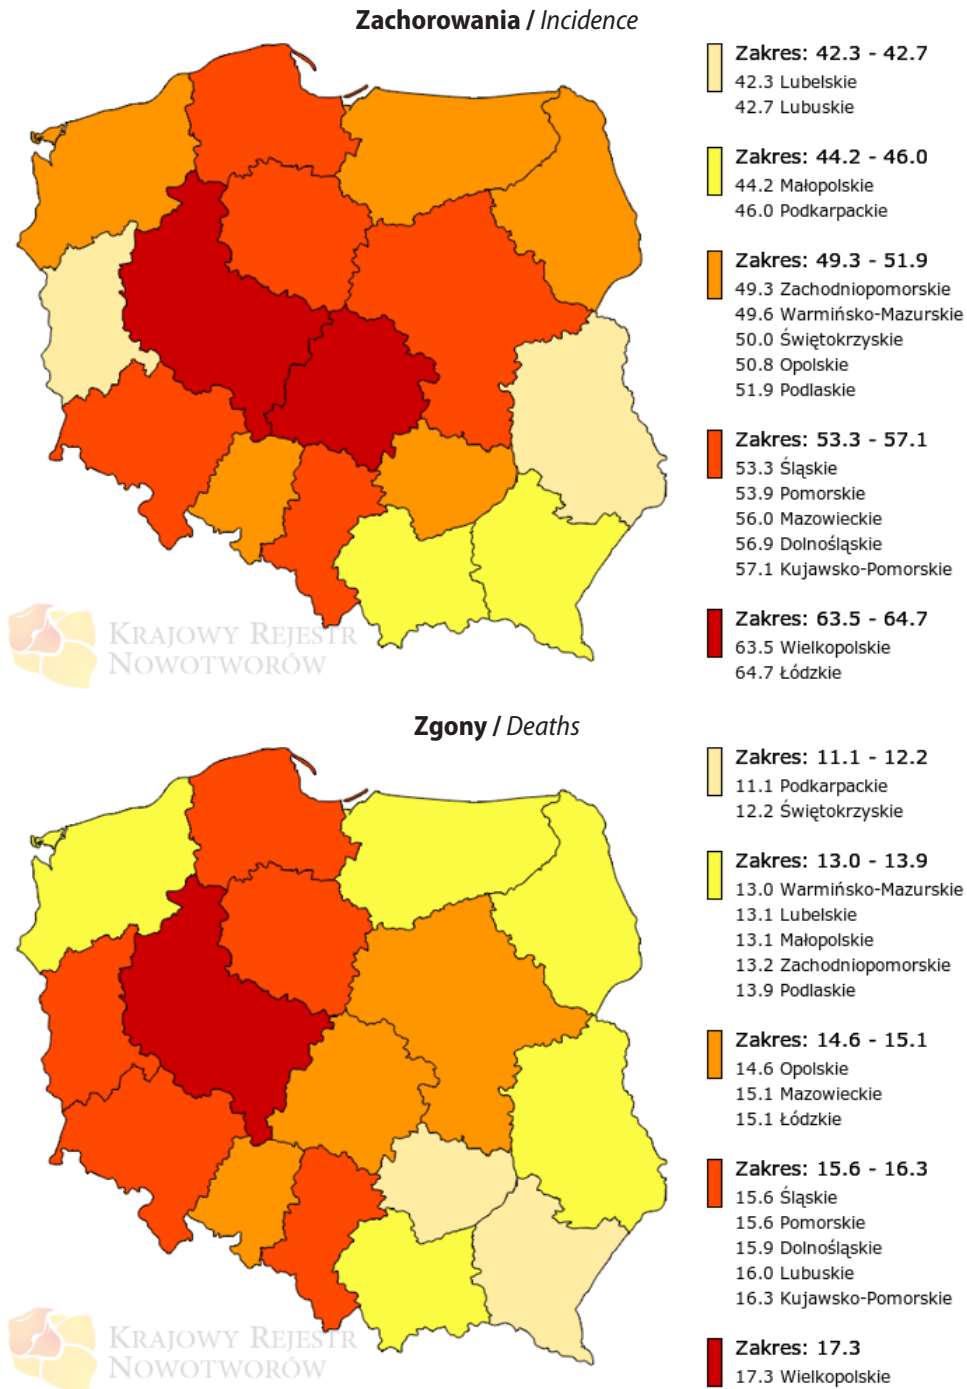 Zachorowania / Incidence
Zakres: 42.3 - 42.7
42.3 Lubelskie
42.7 Lubuskie
Zakres: 44.2 - 46.0
44.2 Małopolskie
46.0 Podkarpackie
Zakres: 49.3 - 51.9
49.3 Zachodniopomorskie
49.6 Warmińsko-Mazurskie
50.0 Świętokrzyskie
50.8 Opolskie
51.9 Podlaskie
Zakres: 53.3 - 57.1
53.3 Śląskie
53.9 Pomorskie
56.0 Mazowieckie
56.9 Dolnośląskie
57.1 Kujawsko-Pomorskie
Zakres: 63.5 - 64.7
63.5 Wielkopolskie
64.7 Łódzkie
KRAJOWY REJESTR
NOWOTWORÓW
Zgony / Deaths
Zakres: 11.1 - 12.2
11.1 Podkarpackie
12.2 Świętokrzyskie
Zakres: 13.0 - 13.9
13.0 Warmińsko-Mazurskie
13.1 Lubelskie
13.1 Małopolskie
13.2 Zachodniopomorskie
13.9 Podlaskie
Zakres: 14.6 - 15.1
14.6 Opolskie
15.1 Mazowieckie
15.1 Łódzkie
Zakres: 15.6 - 16.3
15.6 Śląskie
15.6 Pomorskie
15.9 Dolnośląskie
16.0 Lubuskie
16.3 Kujawsko-Pomorskie
Zakres: 17.3
17.3 Wielkopolskie
KRAJOWY REJESTR
NOWOTWORÓW